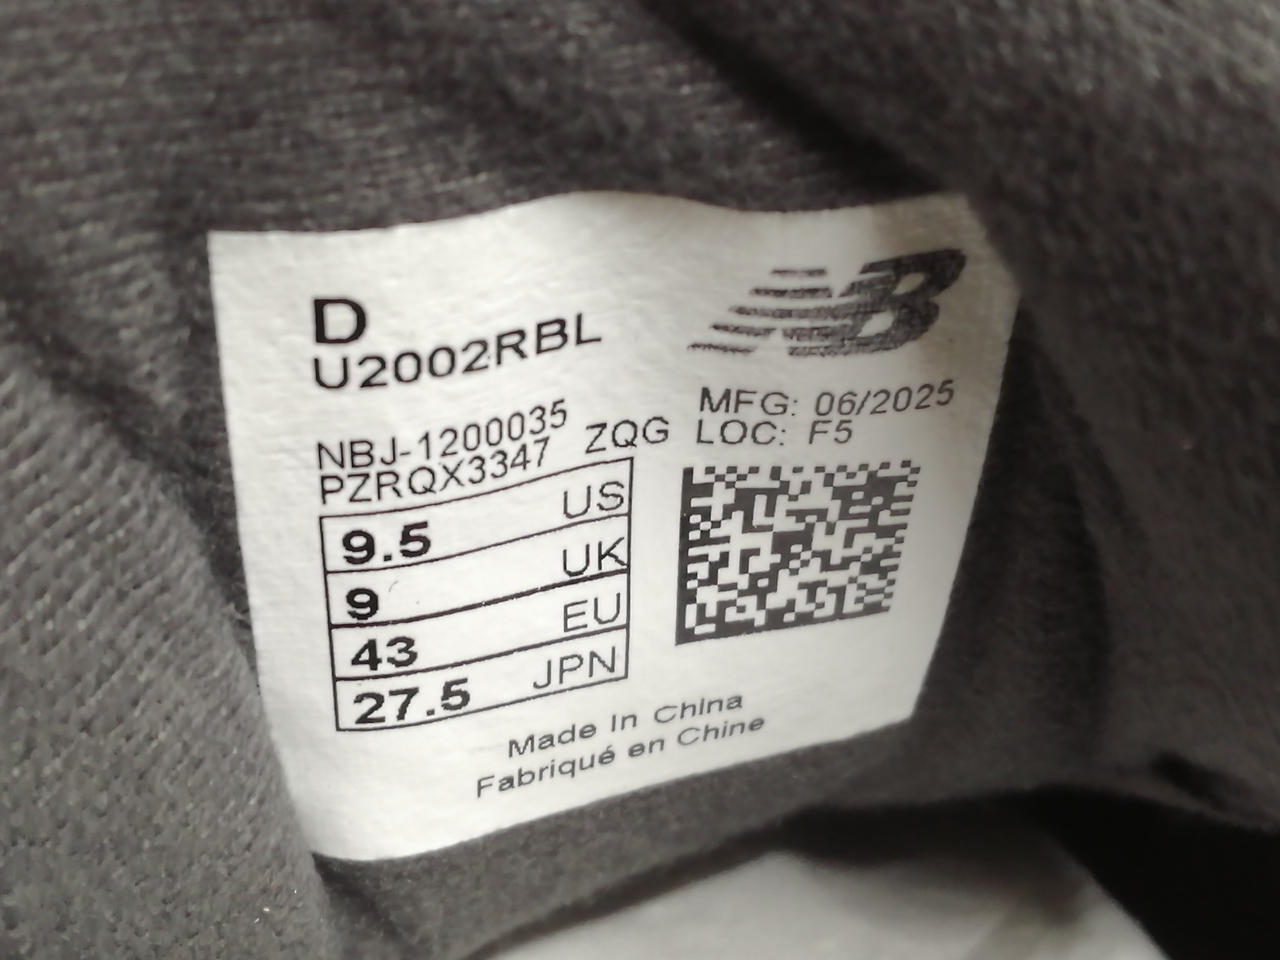 NB
D
U2002RBL
MFG: 06/2025
NBJ-1200035 ZQG LOC: F5
PZRQX3347
9.5 US
9 UK
43 EU
27.5 JPN
Made In China
Fabriqué en Chine